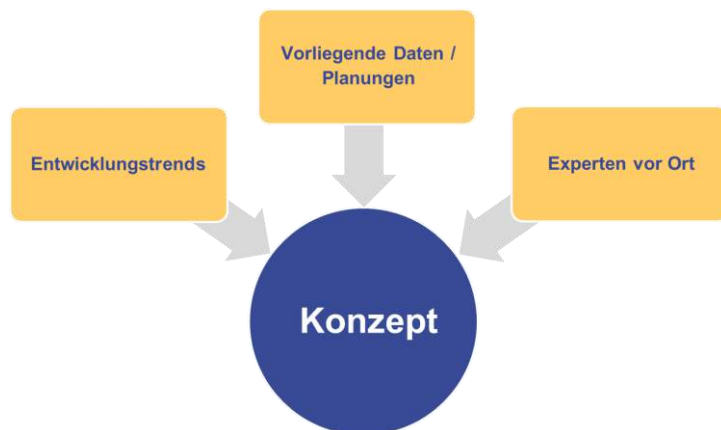 Vorliegende Daten /
Planungen
Entwicklungstrends
Experten vor Ort
Konzept